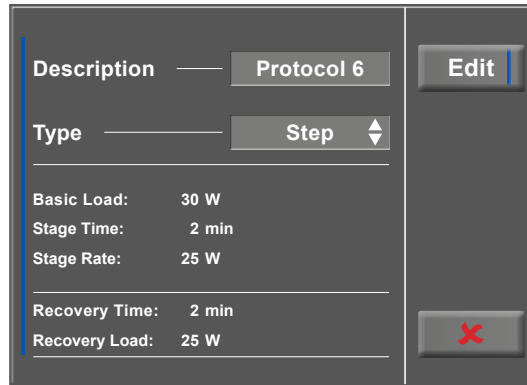 Description Protocol 6 Edit
Type Step
Basic Load: 30 W
Stage Time: 2 min
Stage Rate: 25 W
Recovery Time: 2 min
Recovery Load: 25 W